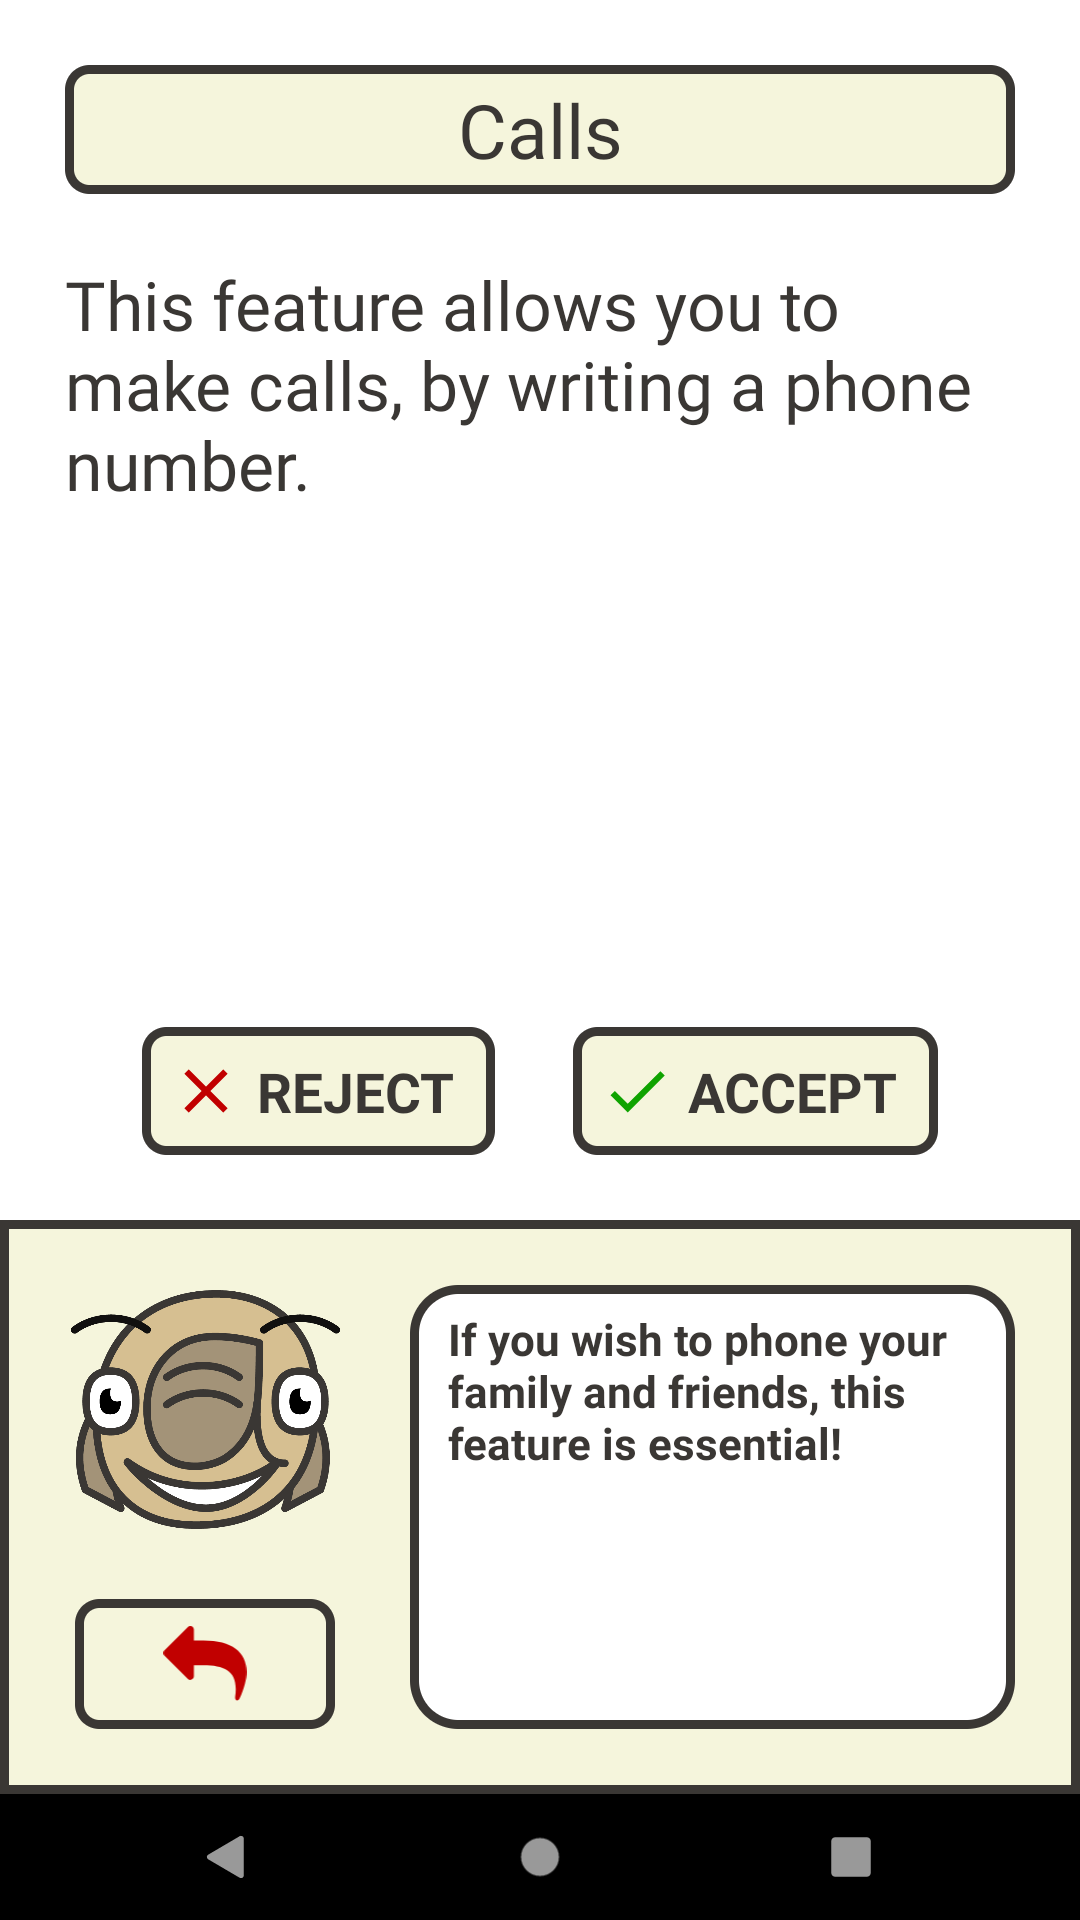 Calls
This feature allows you to
make calls, by writing a phone
number.
REJECT
ACCEPT
If you wish to phone your
family and friends, this
feature is essential!